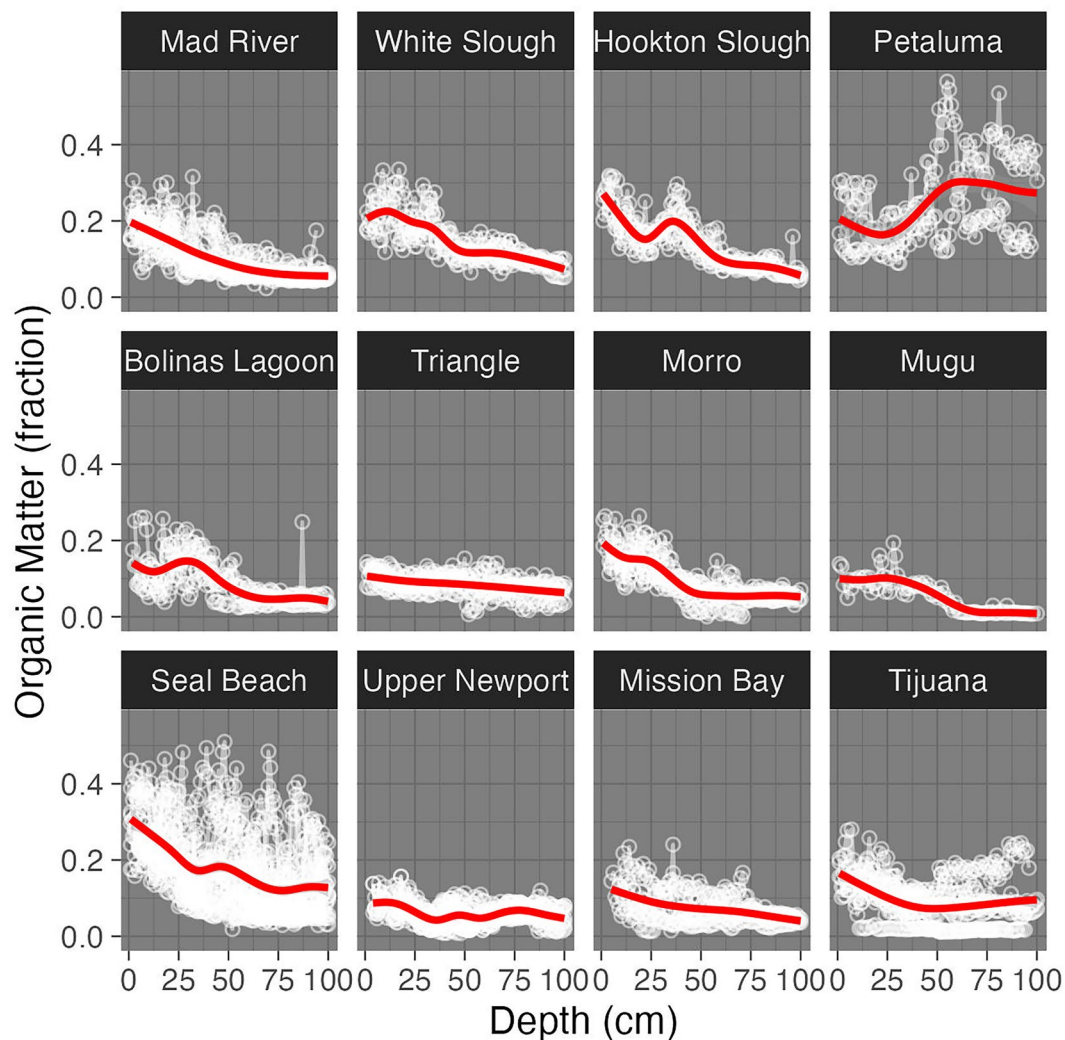 Mad River
White Slough
Hookton Slough
Petaluma
0.4
0.2
0.0
Bolinas Lagoon
Triangle
Morro
Mugu
0.4
0.2
0.0
Organic Matter (fraction)
Seal Beach
Upper Newport
Mission Bay
Tijuana
0.4
0.2
0.0
0 25 50 75 100
0 25 50 75 100
0 25 50 75 100
0 25 50 75 100
Depth (cm)